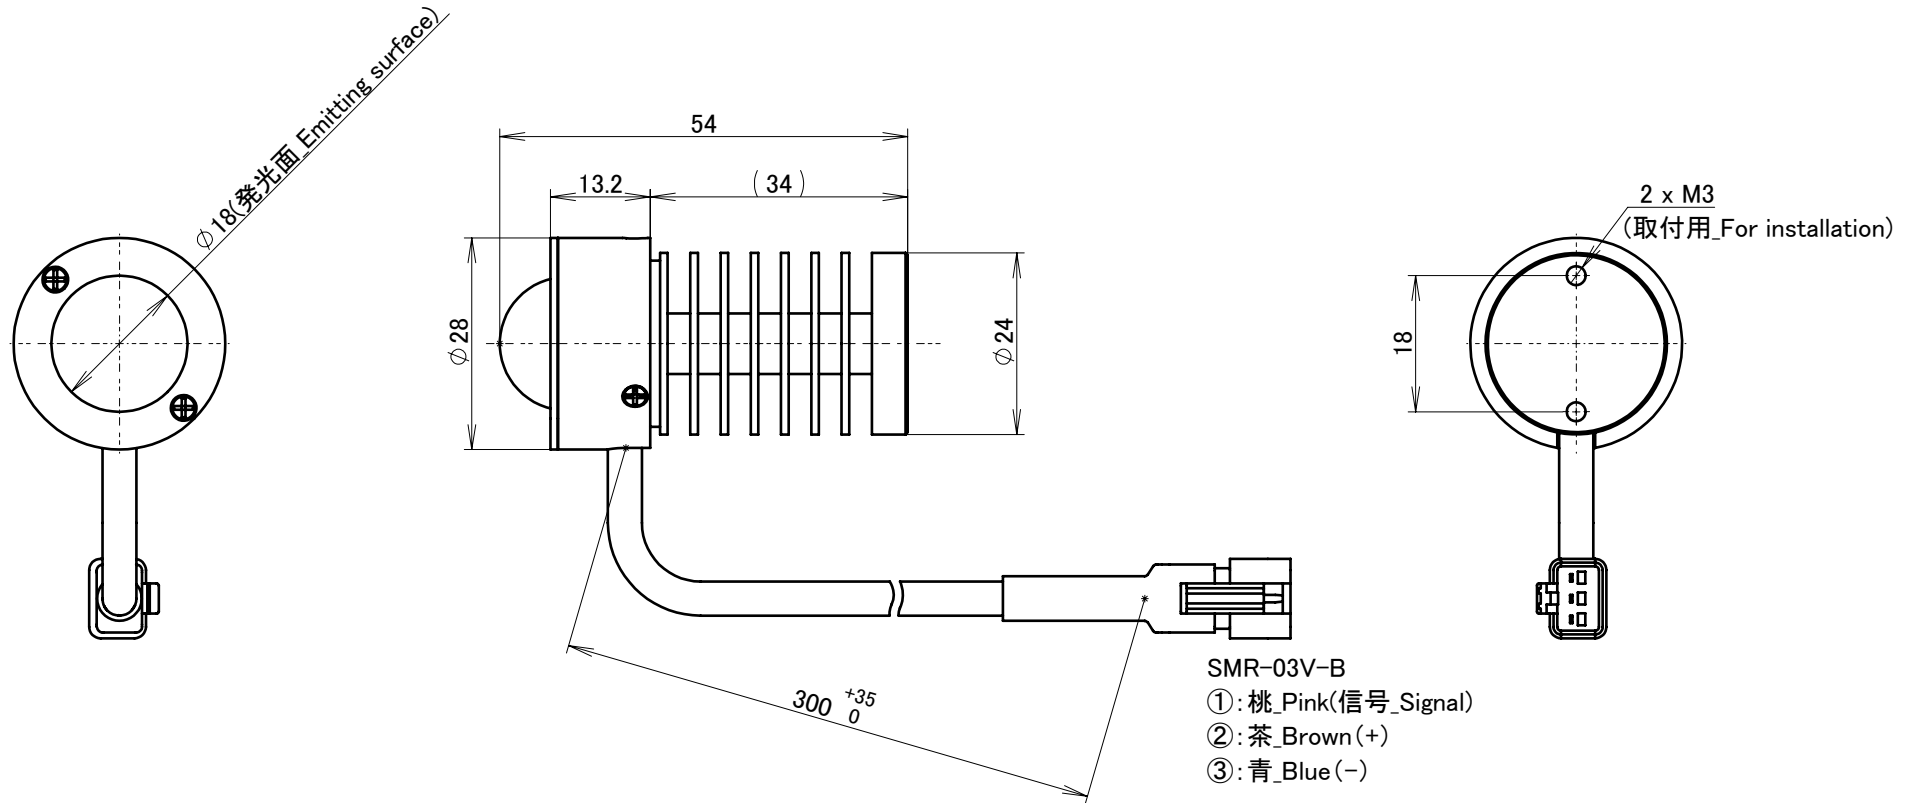 φ18(発光面_Emitting surface)
54
13.2
(34)
φ28
φ24
2 x M3
(取付用_For installation)
18
300 +35
0
SMR-03V-B
①:桃_Pink(信号_Signal)
②:茶_Brown(+)
③:青_Blue(-)